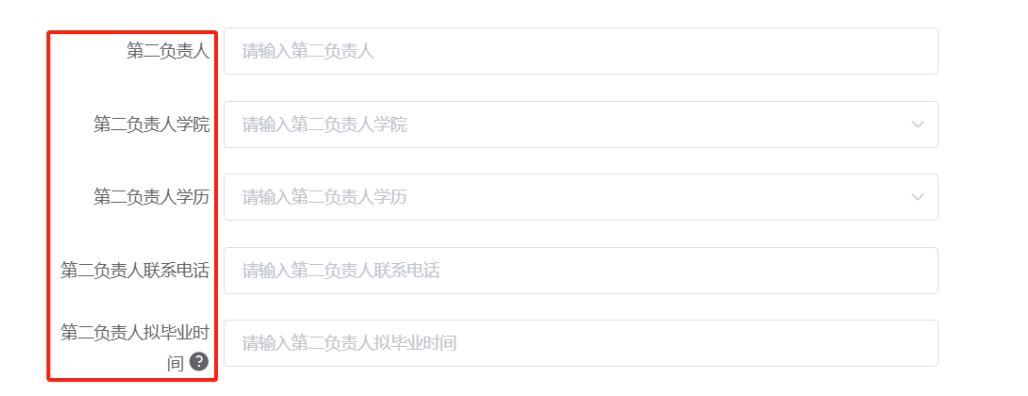 第二负责人 请输入第二负责人
第二负责人学院 请输入第二负责人学院
第二负责人学历 请输入第二负责人学历
第二负责人联系电话 请输入第二负责人联系电话
第二负责人拟毕业时
间 ?
请输入第二负责人拟毕业时间